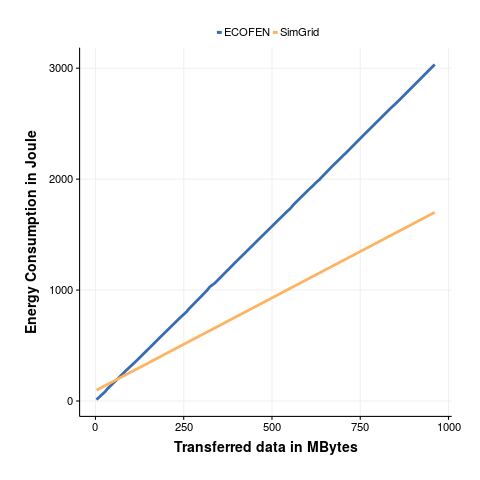 ECOFEN SimGrid
3000
2000
1000
0
Energy Consumption in Joule
0 250 500 750 1000
Transferred data in MBytes